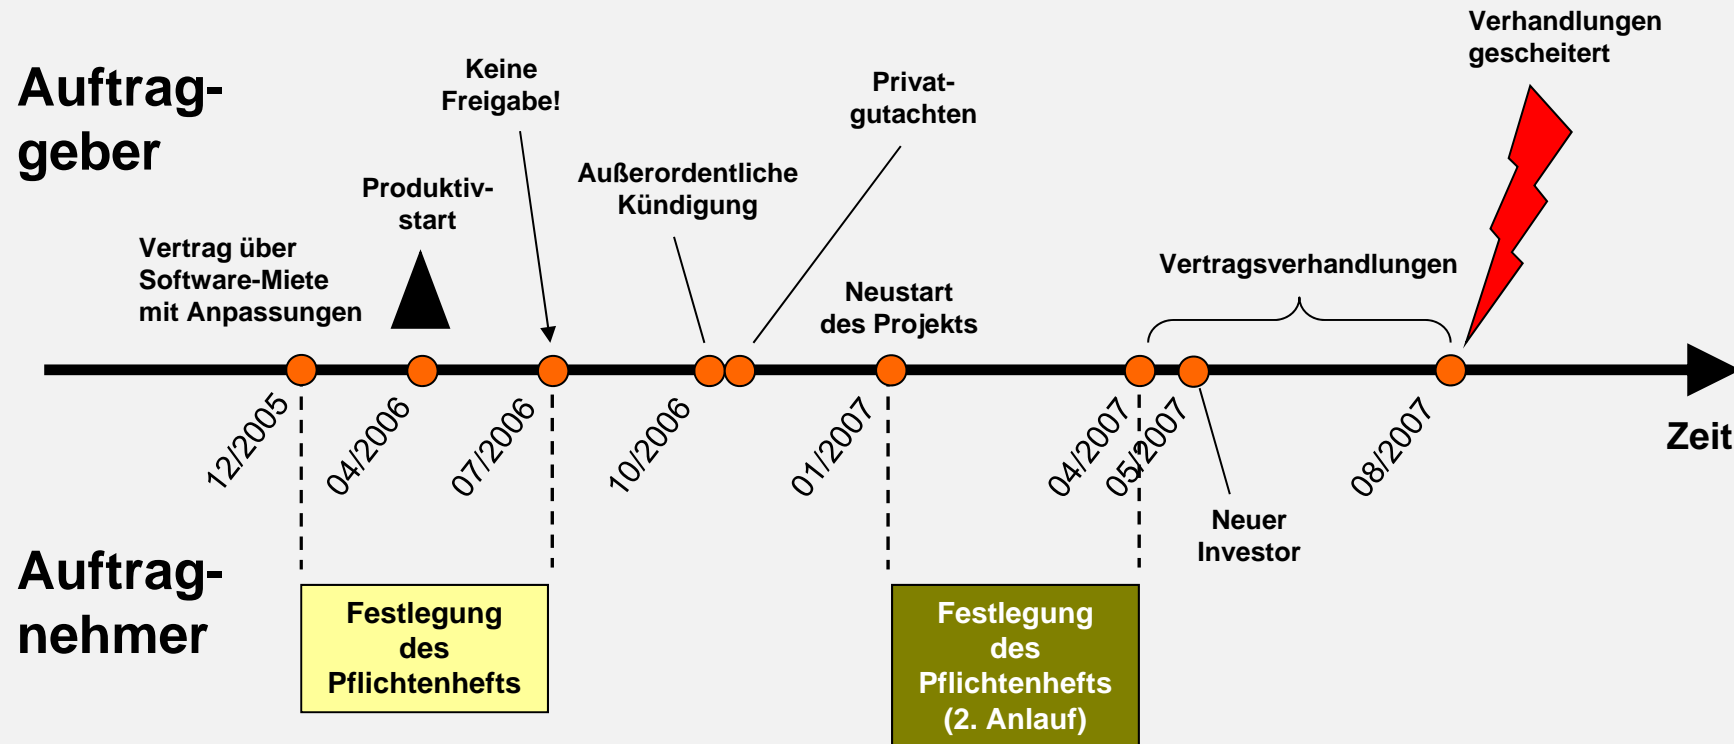 Auftrag-
geber
Vertrag über
Software-Miete
mit Anpassungen
Produktiv-
start
Keine
Freigabe!
Außerordentliche
Kündigung
Privat-
gutachten
Neustart
des Projekts
Vertragsverhandlungen
Verhandlungen
gescheitert
12/2005
04/2006
07/2006
10/2006
01/2007
04/2007
05/2007
08/2007
Zeit
Neuer
Investor
Auftrag-
nehmer
Festlegung
des
Pflichtenhefts
Festlegung
des
Pflichtenhefts
(2. Anlauf)